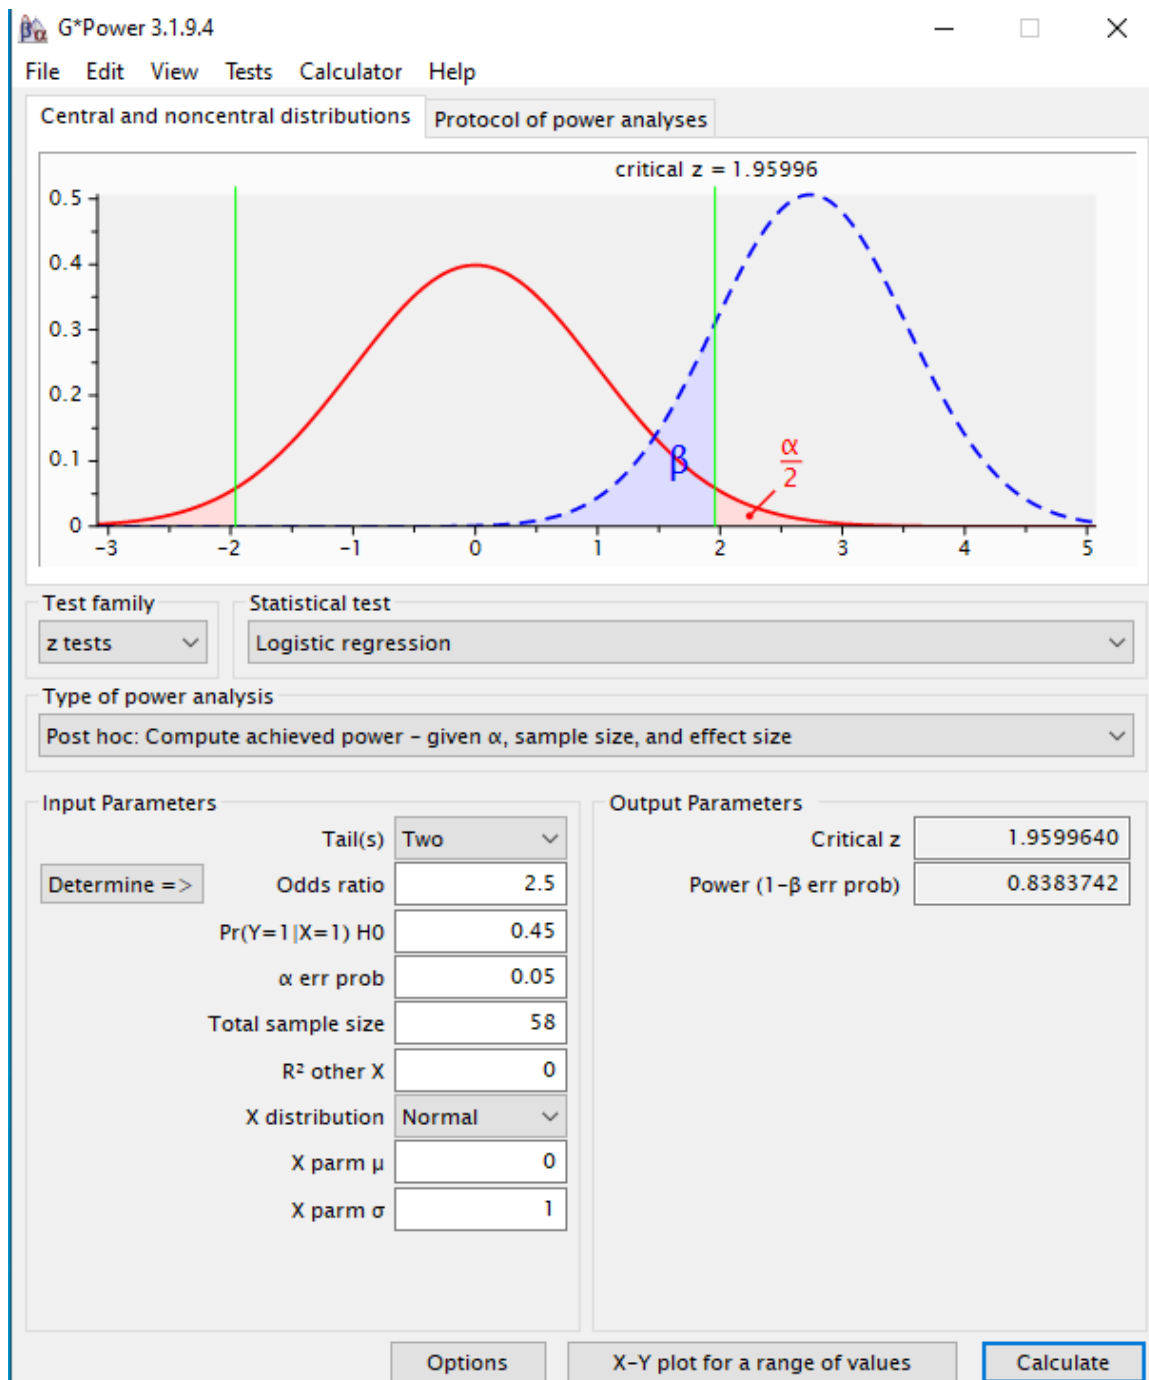 G*Power 3.1.9.4
File Edit View Tests Calculator Help
Central and noncentral distributions Protocol of power analyses
critical z = 1.95996
0.5
0.4
0.3
0.2
0.1
0
β
α
2
-3 -2 -1 0 1 2 3 4 5
Test family Statistical test
z tests Logistic regression
Type of power analysis
Post hoc: Compute achieved power – given α, sample size, and effect size
Input Parameters
Tail(s) Two
Determine => Odds ratio 2.5
Pr(Y=1|X=1) H0 0.45
α err prob 0.05
Total sample size 58
R² other X 0
X distribution Normal
X parm μ 0
X parm σ 1
Output Parameters
Critical z 1.9599640
Power (1-β err prob) 0.8383742
Options X-Y plot for a range of values Calculate